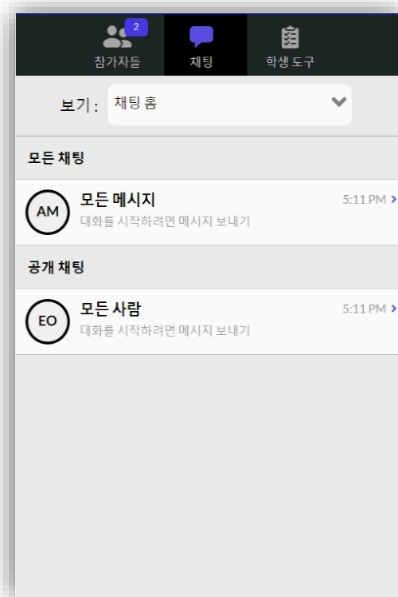 2
참가자들 채팅 학생 도구
보기 : 채팅 홈
모든 채팅
AM 모든 메시지 5:11 PM
대화를 시작하려면 메시지 보내기
공개 채팅
EO 모든 사람 5:11 PM
대화를 시작하려면 메시지 보내기